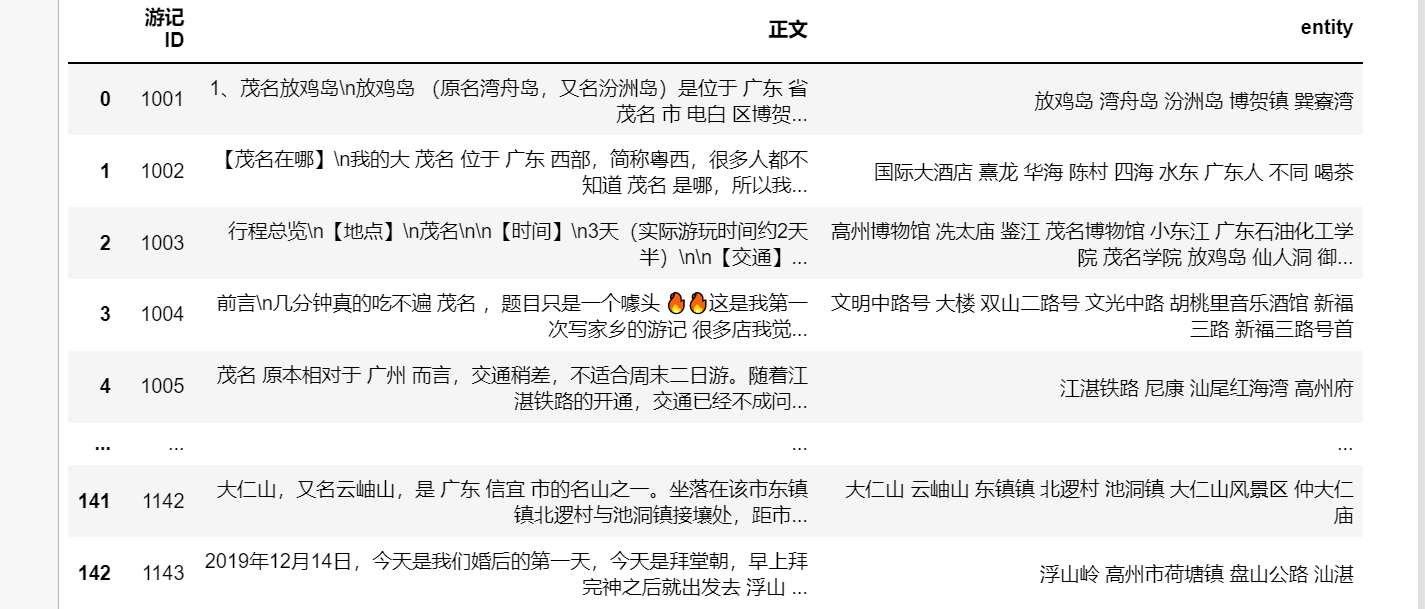 游记
ID 正文 entity
0 1001 1、茂名放鸡岛\n放鸡岛 （原名湾舟岛，又名汾洲岛）是位于 广东 省
茂名 市 电白 区博贺... 放鸡岛 湾舟岛 汾洲岛 博贺镇 巽寮湾
1 1002 【茂名在哪】\n我的大 茂名 位于 广东 西部，简称粤西，很多人都不
知道 茂名 是哪，所以我... 国际大酒店 熹龙 华海 陈村 四海 水东 广东人 不同 喝茶
2 1003 行程总览\n【地点】\n茂名\n\n【时间】\n3天（实际游玩时间约2天
半）\n\n【交通】... 高州博物馆 冼太庙 鉴江 茂名博物馆 小东江 广东石油化工学
院 茂名学院 放鸡岛 仙人洞 御...
3 1004 前言\n几分钟真的吃不遍 茂名 ，题目只是一个噱头 🔥🔥这是我第一
次写家乡的游记 很多店我觉... 文明中路号 大楼 双山二路号 文光中路 胡桃里音乐酒馆 新福
三路 新福三路号首
4 1005 茂名 原本相对于 广州 而言，交通稍差，不适合周末二日游。随着江
湛铁路的开通，交通已经不成问... 江湛铁路 尼康 汕尾红海湾 高州府
... ... ... ...
141 1142 大仁山，又名云岫山，是 广东 信宜 市的名山之一。坐落在该市东镇
镇北逻村与池洞镇接壤处，距市... 大仁山 云岫山 东镇镇 北逻村 池洞镇 大仁山风景区 仲大仁
庙
142 1143 2019年12月14日，今天是我们婚后的第一天，今天是拜堂朝，早上拜
完神之后就出发去 浮山 ... 浮山岭 高州市荷塘镇 盘山公路 汕湛